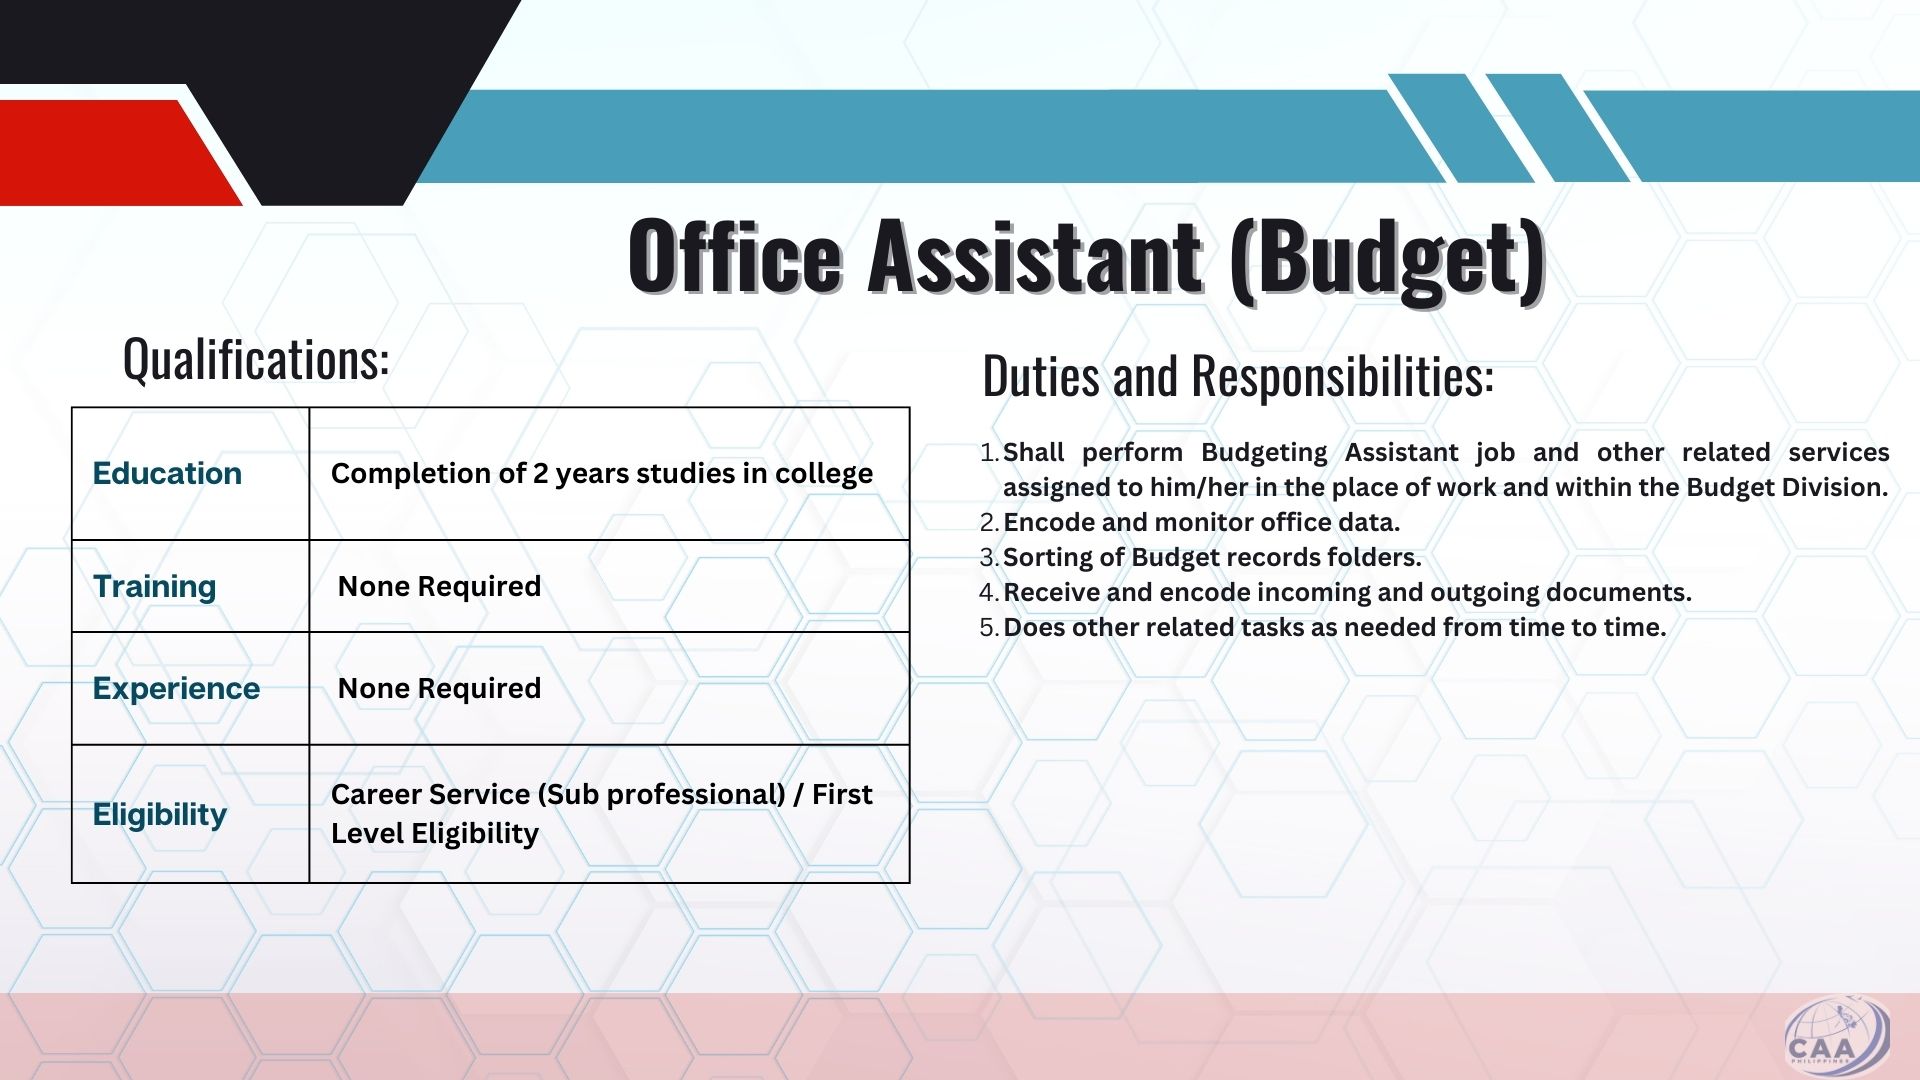 Office Assistant (Budget)
Qualifications:
Education
Completion of 2 years studies in college
Training
None Required
Experience
None Required
Eligibility
Career Service (Sub professional) / First
Level Eligibility
Duties and Responsibilities:
1. Shall perform Budgeting Assistant job and other related services
assigned to him/her in the place of work and within the Budget Division.
2. Encode and monitor office data.
3. Sorting of Budget records folders.
4. Receive and encode incoming and outgoing documents.
5. Does other related tasks as needed from time to time.
CAA
PHILIPPINES